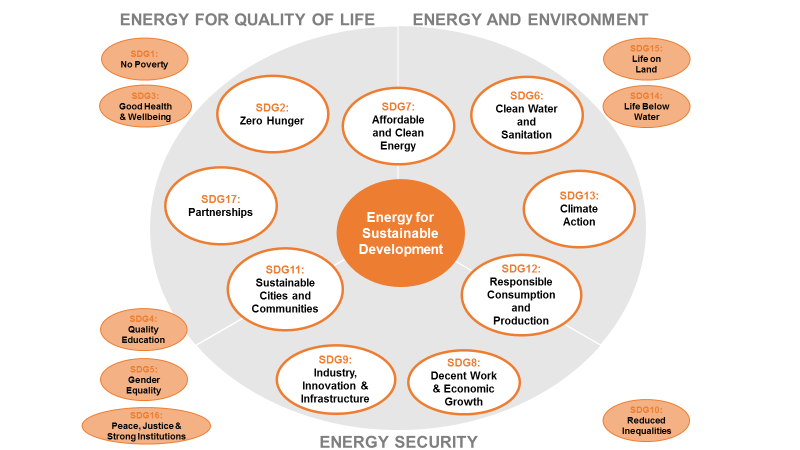 ENERGY FOR QUALITY OF LIFE
ENERGY AND ENVIRONMENT
SDG1:
No Poverty
SDG3:
Good Health
& Wellbeing
SDG15:
Life on
Land
SDG14:
Life Below
Water
SDG2:
Zero Hunger
SDG7:
Affordable
and Clean
Energy
SDG6:
Clean Water
and
Sanitation
SDG17:
Partnerships
Energy for
Sustainable
Development
SDG13:
Climate
Action
SDG11:
Sustainable
Cities and
Communities
SDG12:
Responsible
Consumption
and
Production
SDG4:
Quality
Education
SDG5:
Gender
Equality
SDG16:
Peace, Justice &
Strong Institutions
SDG9:
Industry,
Innovation &
Infrastructure
SDG8:
Decent Work
& Economic
Growth
SDG10:
Reduced
Inequalities
ENERGY SECURITY